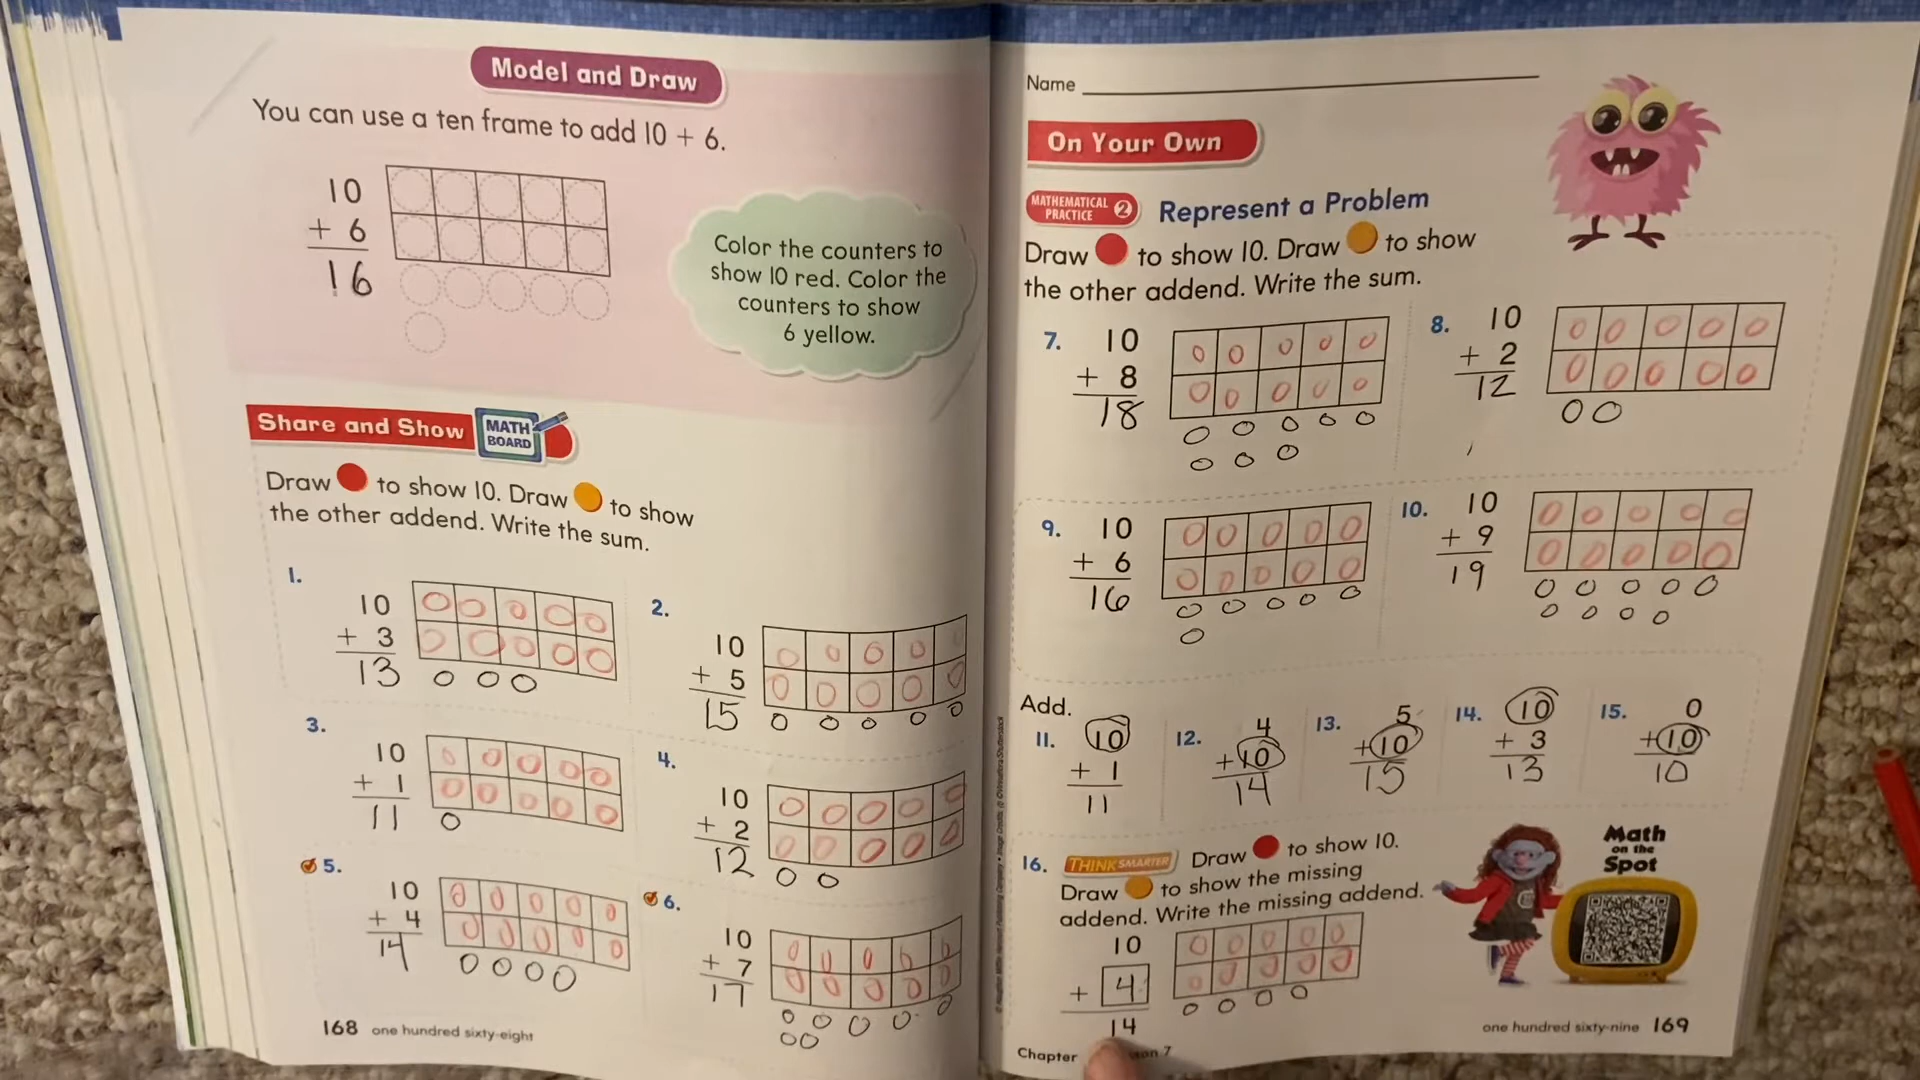 Model and Draw
You can use a ten frame to add 10 + 6.
10
+ 6
16
Color the counters to
show 10 red. Color the
counters to show
6 yellow.
Share and Show
MATH
BOARD
Draw to show 10. Draw to show
the other addend. Write the sum.
1.
10
+ 3
13
2.
10
+ 5
15
3.
10
+ 1
11
4.
10
+ 2
12
5.
10
+ 4
14
6.
10
+ 7
17
168 one hundred sixty-eight
Name
On Your Own
MATHEMATICAL
PRACTICE 2
Represent a Problem
Draw to show 10. Draw to show
the other addend. Write the sum.
7.
10
+ 8
18
8.
10
+ 2
12
9.
10
+ 6
16
10.
10
+ 9
19
Add.
11.
10
+ 1
11
12.
4
+10
14
13.
5
+10
15
14.
10
+ 3
13
15.
0
+10
10
16. THINK SMARTER Draw to show 10.
Draw to show the missing
addend. Write the missing addend.
10
+ 4
14
Math
on the
Spot
Chapter
7
one hundred sixty-nine 169